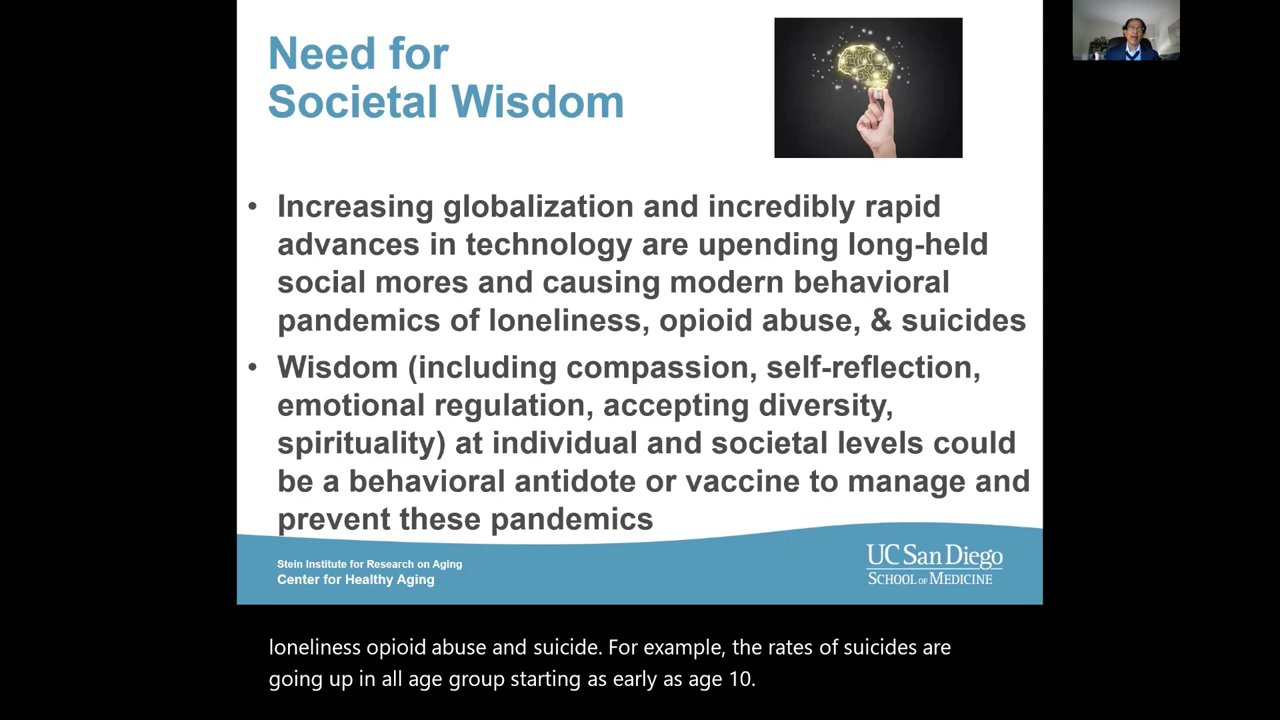 Need for
Societal Wisdom
• Increasing globalization and incredibly rapid
advances in technology are upending long-held
social mores and causing modern behavioral
pandemics of loneliness, opioid abuse, & suicides
• Wisdom (including compassion, self-reflection,
emotional regulation, accepting diversity,
spirituality) at individual and societal levels could
be a behavioral antidote or vaccine to manage and
prevent these pandemics
Stein Institute for Research on Aging
Center for Healthy Aging
UC San Diego
SCHOOL OF MEDICINE
loneliness opioid abuse and suicide. For example, the rates of suicides are
going up in all age group starting as early as age 10.